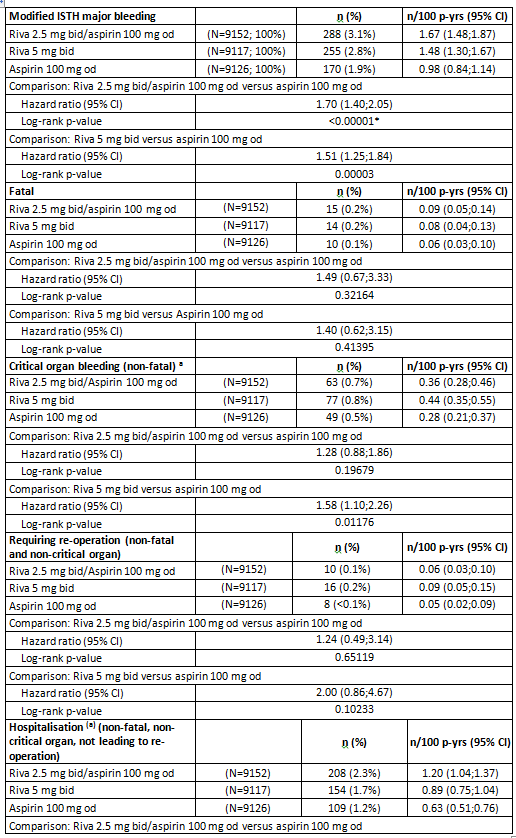 Modified ISTH major bleeding n (%) n/100 p-yrs (95% CI)
Riva 2.5 mg bid/aspirin 100 mg od (N=9152; 100%) 288 (3.1%) 1.67 (1.48;1.87)
Riva 5 mg bid (N=9117; 100%) 255 (2.8%) 1.48 (1.30;1.67)
Aspirin 100 mg od (N=9126; 100%) 170 (1.9%) 0.98 (0.84;1.14)
Comparison: Riva 2.5 mg bid/aspirin 100 mg od versus aspirin 100 mg od
Hazard ratio (95% CI) 1.70 (1.40;2.05)
Log-rank p-value <0.00001*
Comparison: Riva 5 mg bid versus aspirin 100 mg od
Hazard ratio (95% CI) 1.51 (1.25;1.84)
Log-rank p-value 0.00003
Fatal n (%) n/100 p-yrs (95% CI)
Riva 2.5 mg bid/aspirin 100 mg od (N=9152) 15 (0.2%) 0.09 (0.05;0.14)
Riva 5 mg bid (N=9117) 14 (0.2%) 0.08 (0.04;0.13)
Aspirin 100 mg od (N=9126) 10 (0.1%) 0.06 (0.03;0.10)
Comparison: Riva 2.5 mg bid/aspirin 100 mg od versus aspirin 100 mg od
Hazard ratio (95% CI) 1.49 (0.67;3.33)
Log-rank p-value 0.32164
Comparison: Riva 5 mg bid versus Aspirin 100 mg od
Hazard ratio (95% CI) 1.40 (0.62;3.15)
Log-rank p-value 0.41395
Critical organ bleeding (non-fatal) a n (%) n/100 p-yrs (95% CI)
Riva 2.5 mg bid/Aspirin 100 mg od (N=9152) 63 (0.7%) 0.36 (0.28;0.46)
Riva 5 mg bid (N=9117) 77 (0.8%) 0.44 (0.35;0.55)
Aspirin 100 mg od (N=9126) 49 (0.5%) 0.28 (0.21;0.37)
Comparison: Riva 2.5 mg bid/aspirin 100 mg od versus aspirin 100 mg od
Hazard ratio (95% CI) 1.28 (0.88;1.86)
Log-rank p-value 0.19679
Comparison: Riva 5 mg bid versus aspirin 100 mg od
Hazard ratio (95% CI) 1.58 (1.10;2.26)
Log-rank p-value 0.01176
Requiring re-operation (non-fatal
and non-critical organ) n (%) n/100 p-yrs (95% CI)
Riva 2.5 mg bid/Aspirin 100 mg od (N=9152) 10 (0.1%) 0.06 (0.03;0.10)
Riva 5 mg bid (N=9117) 16 (0.2%) 0.09 (0.05;0.15)
Aspirin 100 mg od (N=9126) 8 (<0.1%) 0.05 (0.02;0.09)
Comparison: Riva 2.5 mg bid/aspirin 100 mg od versus aspirin 100 mg od
Hazard ratio (95% CI) 1.24 (0.49;3.14)
Log-rank p-value 0.65119
Comparison: Riva 5 mg bid versus aspirin 100 mg od
Hazard ratio (95% CI) 2.00 (0.86;4.67)
Log-rank p-value 0.10233
Hospitalisation (a) (non-fatal, non-
critical organ, not leading to re- n (%) n/100 p-yrs (95% CI)
operation)
Riva 2.5 mg bid/aspirin 100 mg od (N=9152) 208 (2.3%) 1.20 (1.04;1.37)
Riva 5 mg bid (N=9117) 154 (1.7%) 0.89 (0.75;1.04)
Aspirin 100 mg od (N=9126) 109 (1.2%) 0.63 (0.51;0.76)
Comparison: Riva 2.5 mg bid/aspirin 100 mg od versus aspirin 100 mg od